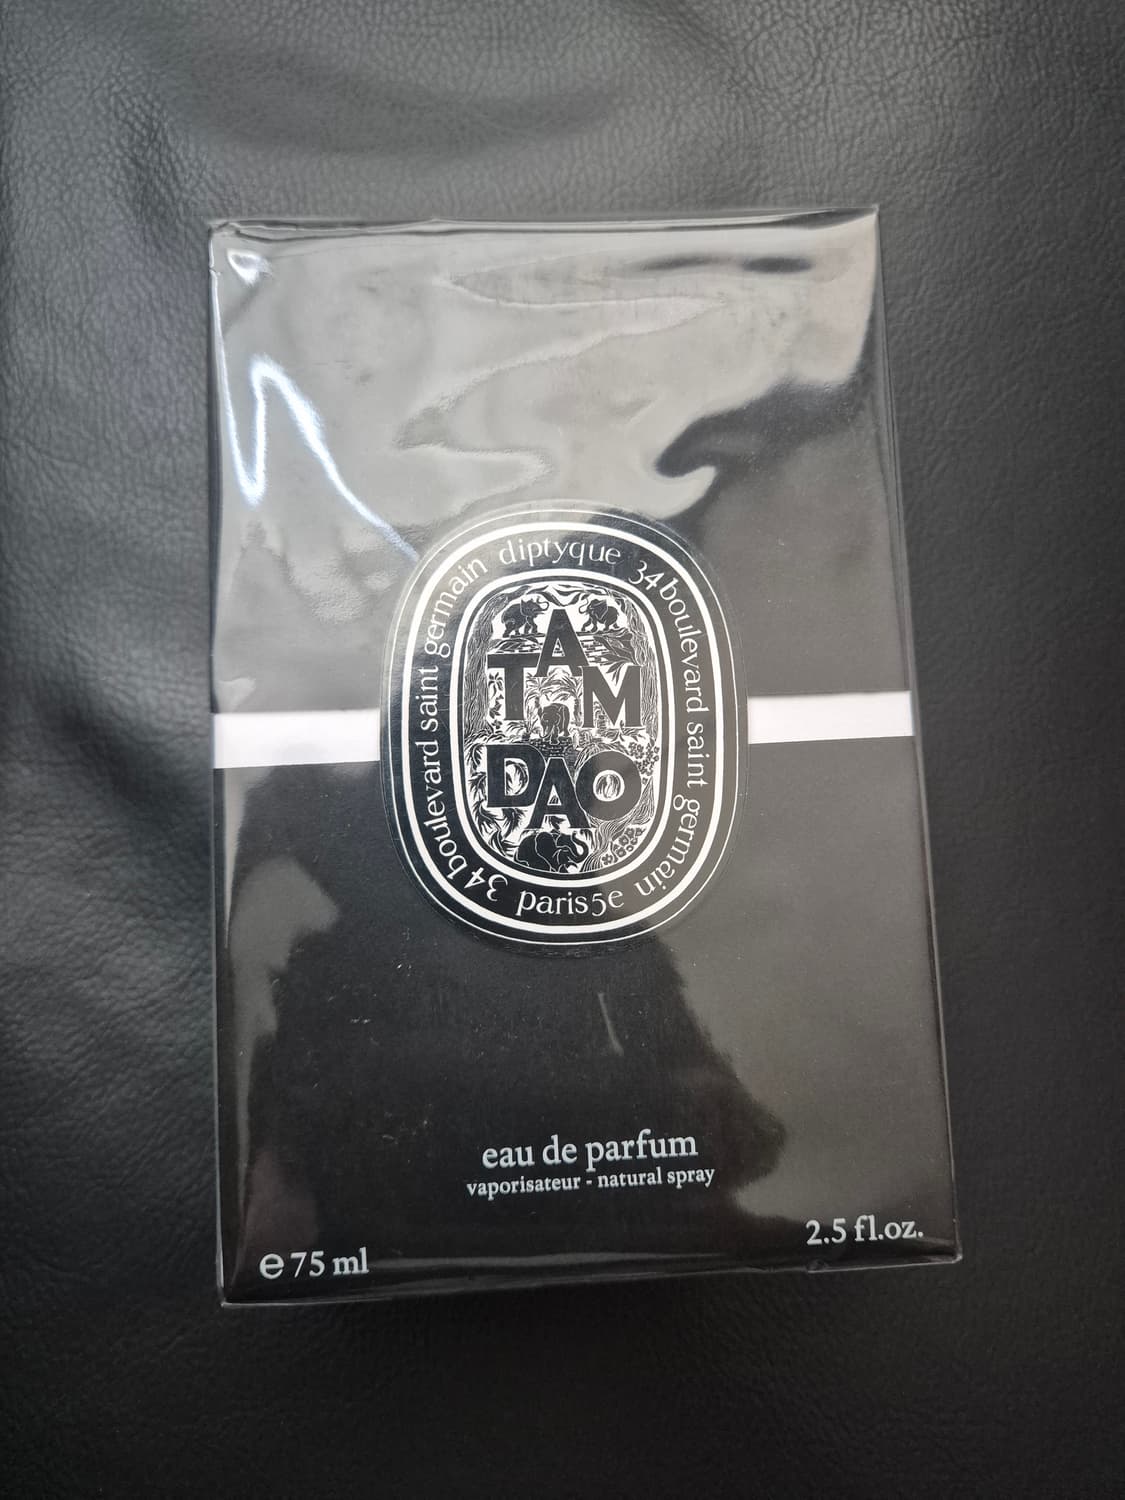 diptyque 34 boulevard saint germain paris 5e 34 boulevard saint germain
TAM
DAO
eau de parfum
vaporisateur - natural spray
2.5 fl.oz.
e 75 ml